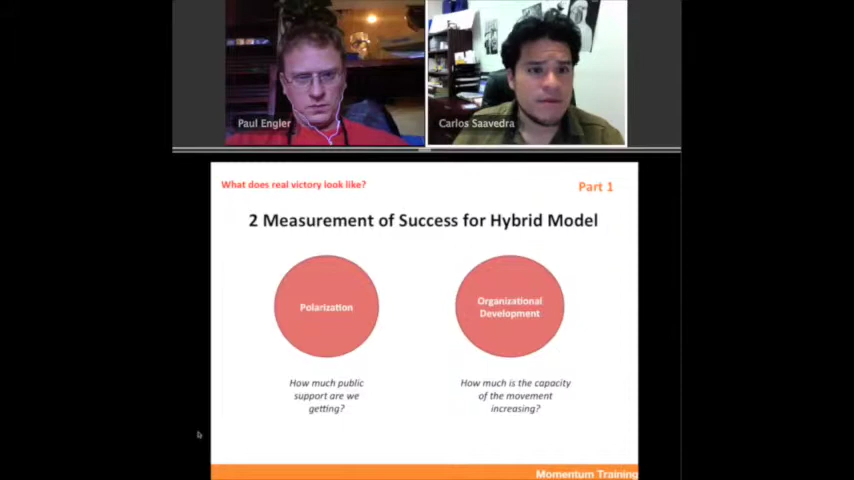 Paul Engler
Carlos Saavedra
What does real victory look like?
Part 1
2 Measurement of Success for Hybrid Model
Polarization
Organizational
Development
How much public
support are we
getting?
How much is the capacity
of the movement
increasing?
Momentum Training